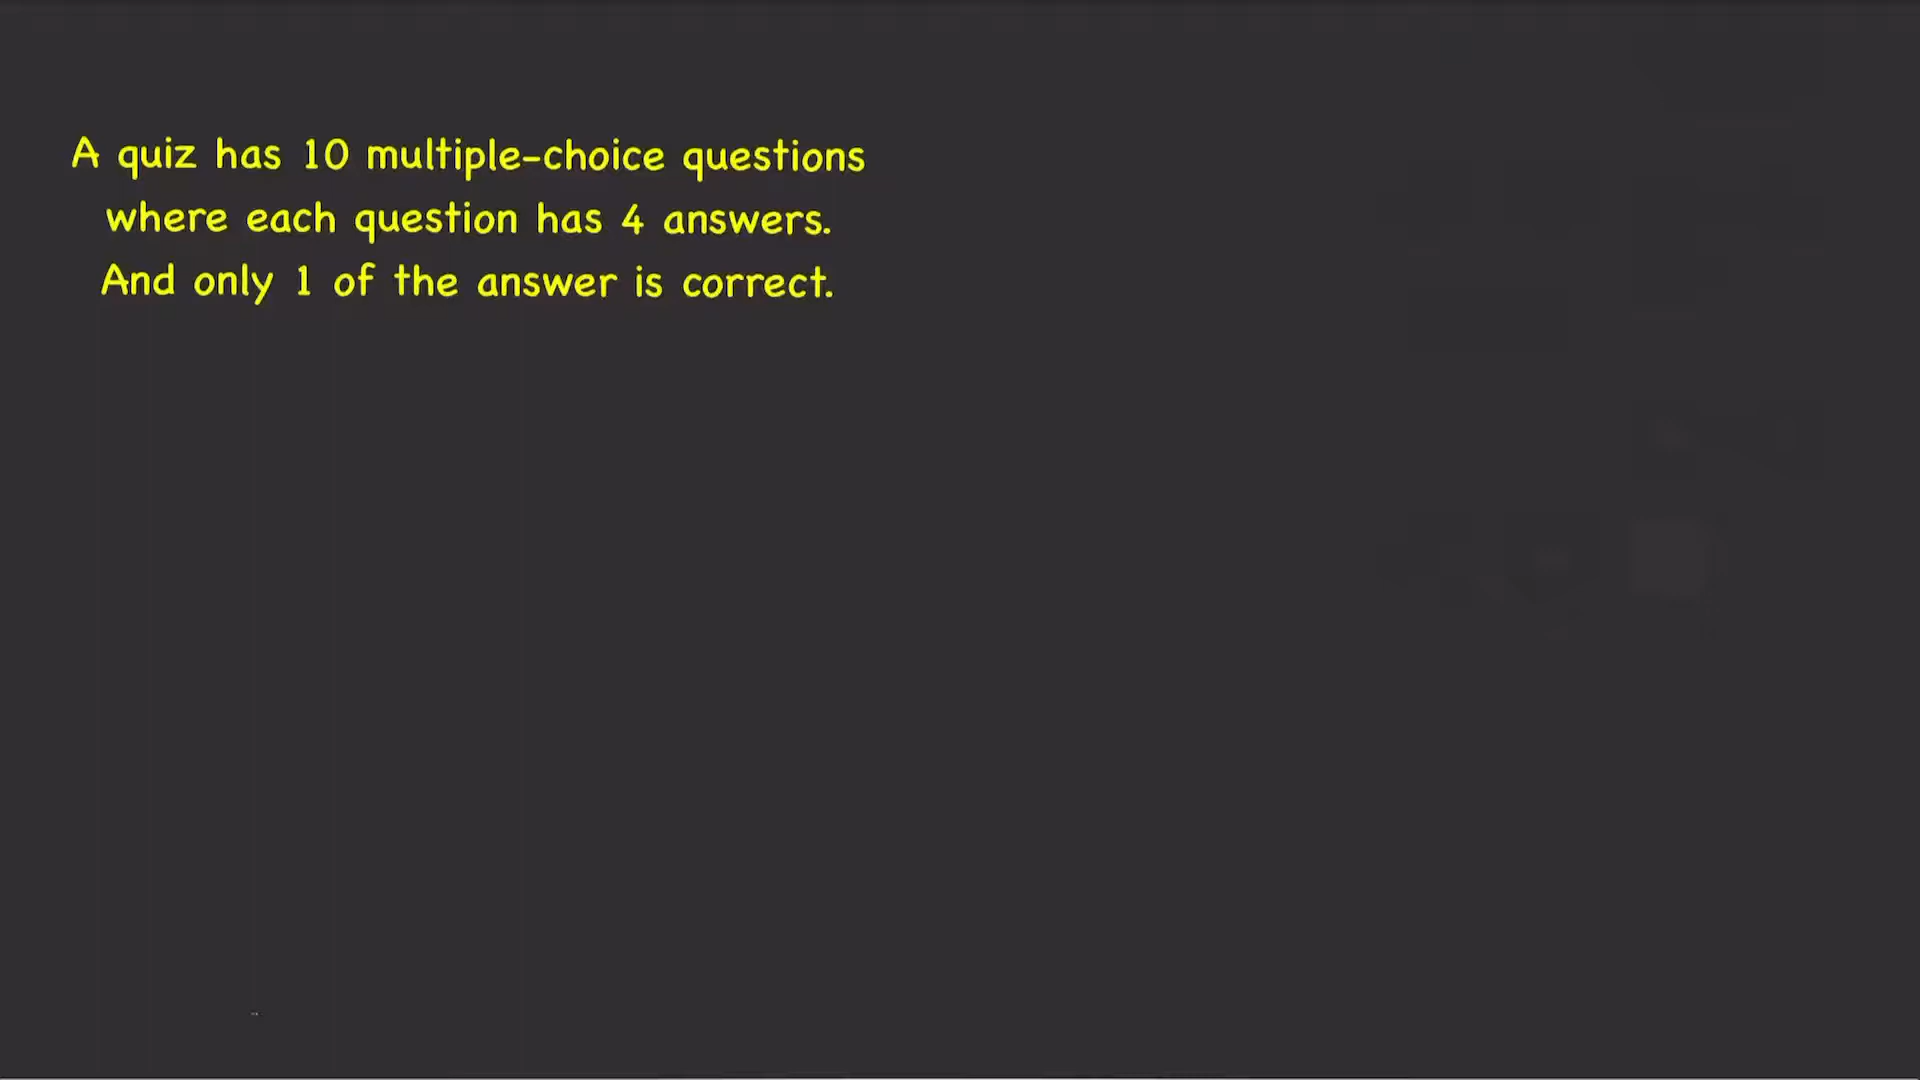 A quiz has 10 multiple-choice questions
where each question has 4 answers.
And only 1 of the answer is correct.